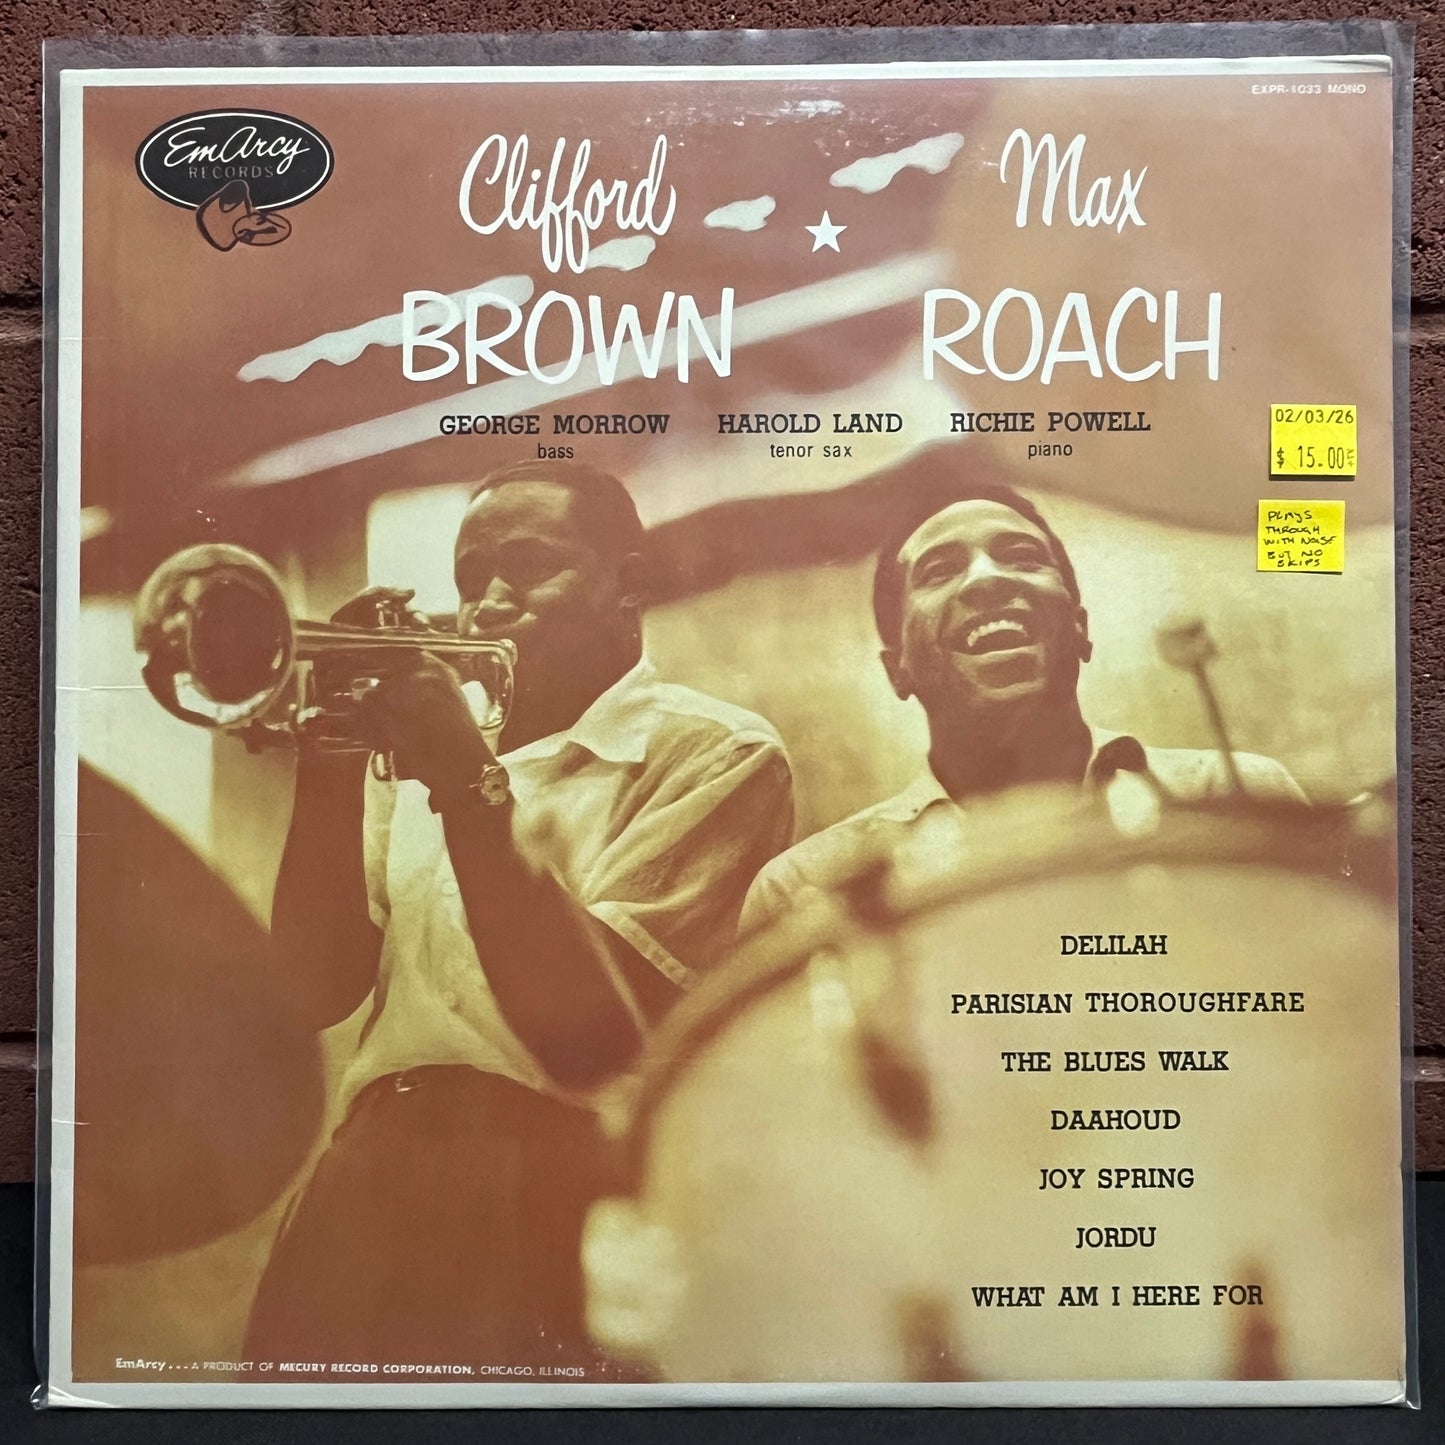 EXPR-1033 MONO
EmArcy
RECORDS
Clifford
BROWN
Max
ROACH
GEORGE MORROW
bass
HAROLD LAND
tenor sax
RICHIE POWELL
piano
02/03/26
$ 15.00
PLAYS
THROUGH
WITH NOISE
BUT NO
SKIPS
DELILAH
PARISIAN THOROUGHFARE
THE BLUES WALK
DAAHOUD
JOY SPRING
JORDU
WHAT AM I HERE FOR
EmArcy . . . A PRODUCT OF MECURY RECORD CORPORATION, CHICAGO, ILLINOIS